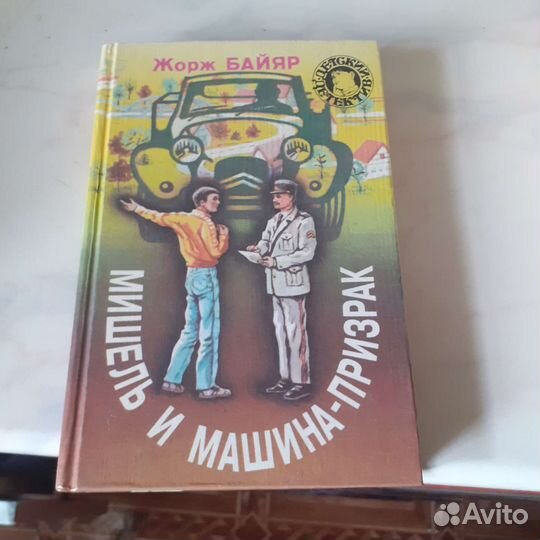 Жорж БАЙЯР
ДЕТСКИЙ
ДЕТЕКТИВ
МИШЕЛЬ И МАШИНА-ПРИЗРАК
Avito